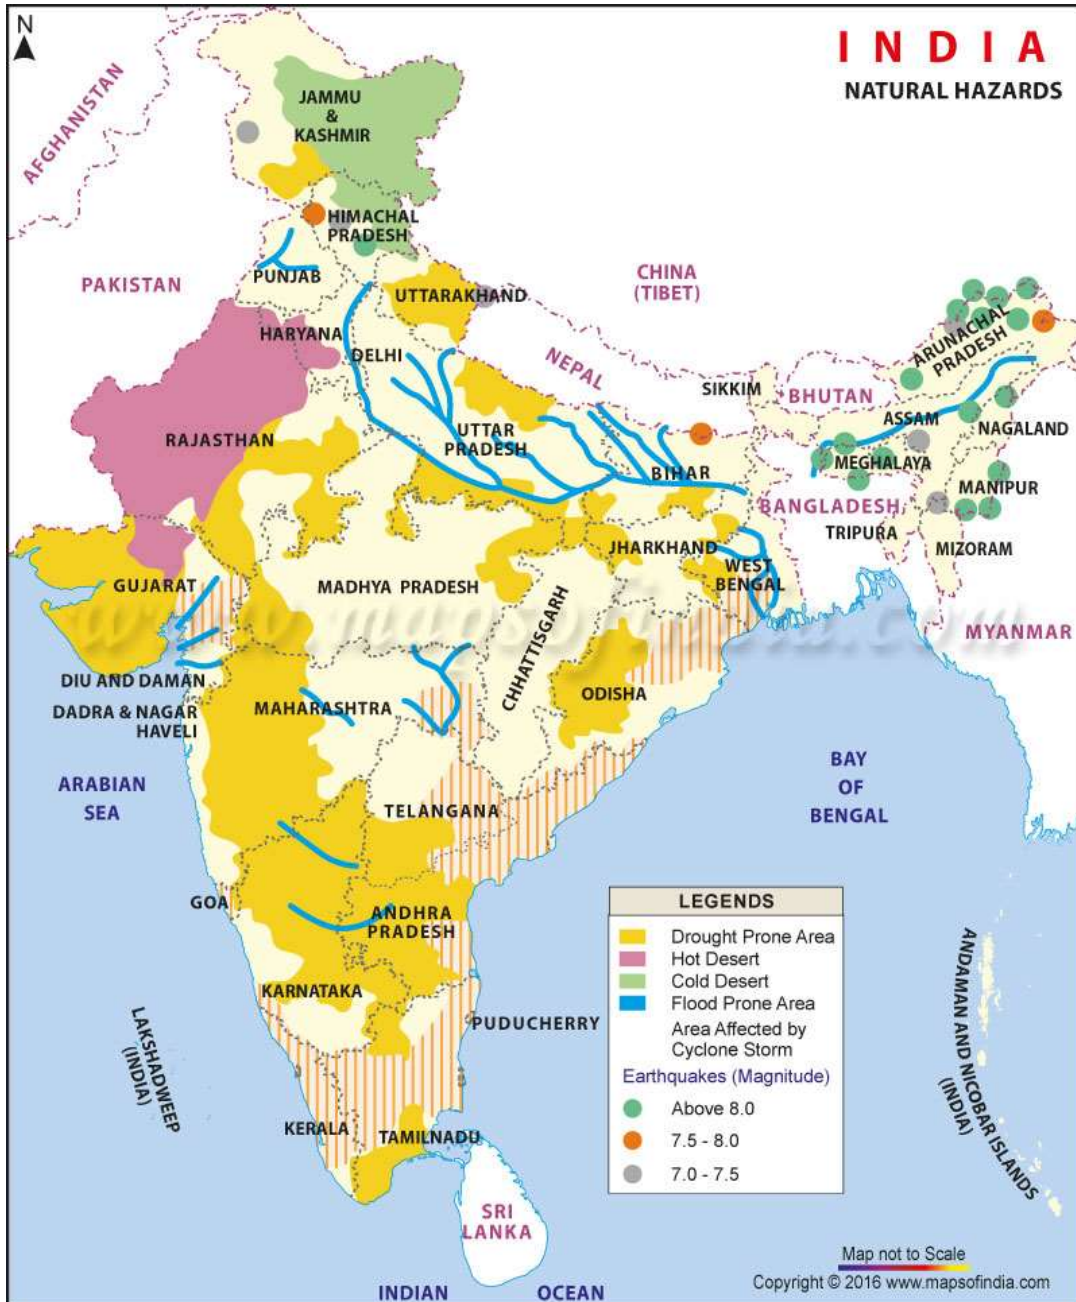 N
INDIA
NATURAL HAZARDS
AFGHANISTAN
JAMMU
&
KASHMIR
HIMACHAL
PRADESH
PAKISTAN
PUNJAB
UTTARAKHAND
CHINA
(TIBET)
HARYANA
DELHI
NEPAL
SIKKIM
BHUTAN
ARUNACHAL
PRADESH
ASSAM
NAGALAND
RAJASTHAN
UTTAR
PRADESH
BIHAR
MEGHALAYA
MANIPUR
BANGLADESH
TRIPURA
MIZORAM
GUJARAT
MADHYA PRADESH
JHARKHAND
WEST
BENGAL
CHHATTISGARH
www.mapsofindia.com
MYANMAR
DIU AND DAMAN
DADRA & NAGAR
HAVELI
MAHARASHTRA
ODISHA
ARABIAN
SEA
BAY
OF
BENGAL
TELANGANA
GOA
ANDHRA
PRADESH
KARNATAKA
PUDUCHERRY
LAKSHADWEEP
(INDIA)
KERALA
TAMILNADU
SRI
LANKA
ANDAMAN AND NICOBAR ISLANDS
(INDIA)
LEGENDS
Drought Prone Area
Hot Desert
Cold Desert
Flood Prone Area
Area Affected by
Cyclone Storm
Earthquakes (Magnitude)
Above 8.0
7.5 - 8.0
7.0 - 7.5
INDIAN OCEAN
Map not to Scale
Copyright © 2016 www.mapsofindia.com